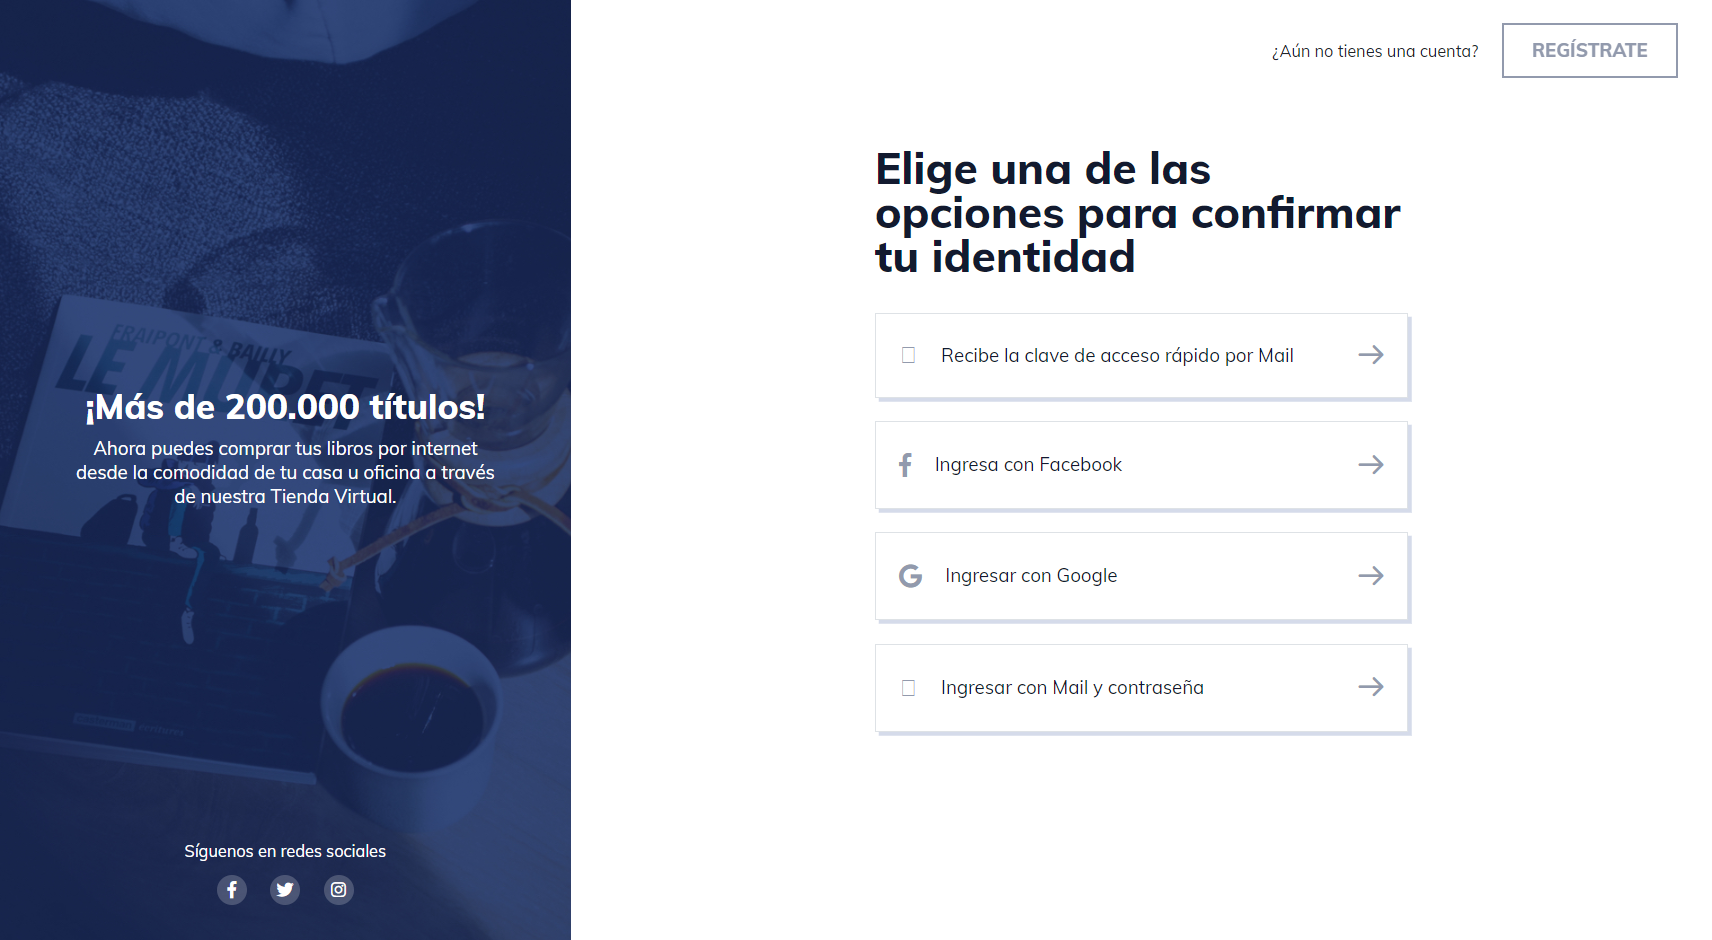 ¿Aún no tienes una cuenta?
REGÍSTRATE
Elige una de las
opciones para confirmar
tu identidad
Recibe la clave de acceso rápido por Mail
Ingresa con Facebook
Ingresar con Google
Ingresar con Mail y contraseña
FRAIPONT & BAILLY
LE MURET
¡Más de 200.000 títulos!
Ahora puedes comprar tus libros por internet
desde la comodidad de tu casa u oficina a través
de nuestra Tienda Virtual.
Síguenos en redes sociales